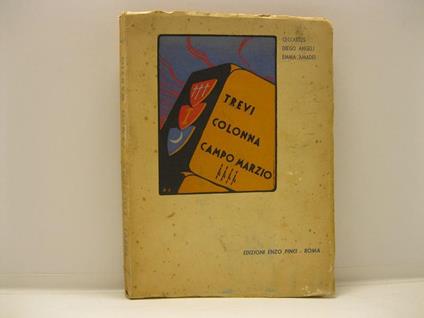 CECCARIUS
DIEGO ANGELI
EMMA AMADEI
TREVI
COLONNA
CAMPO MARZIO
EDIZIONI ENZO PINCI - ROMA